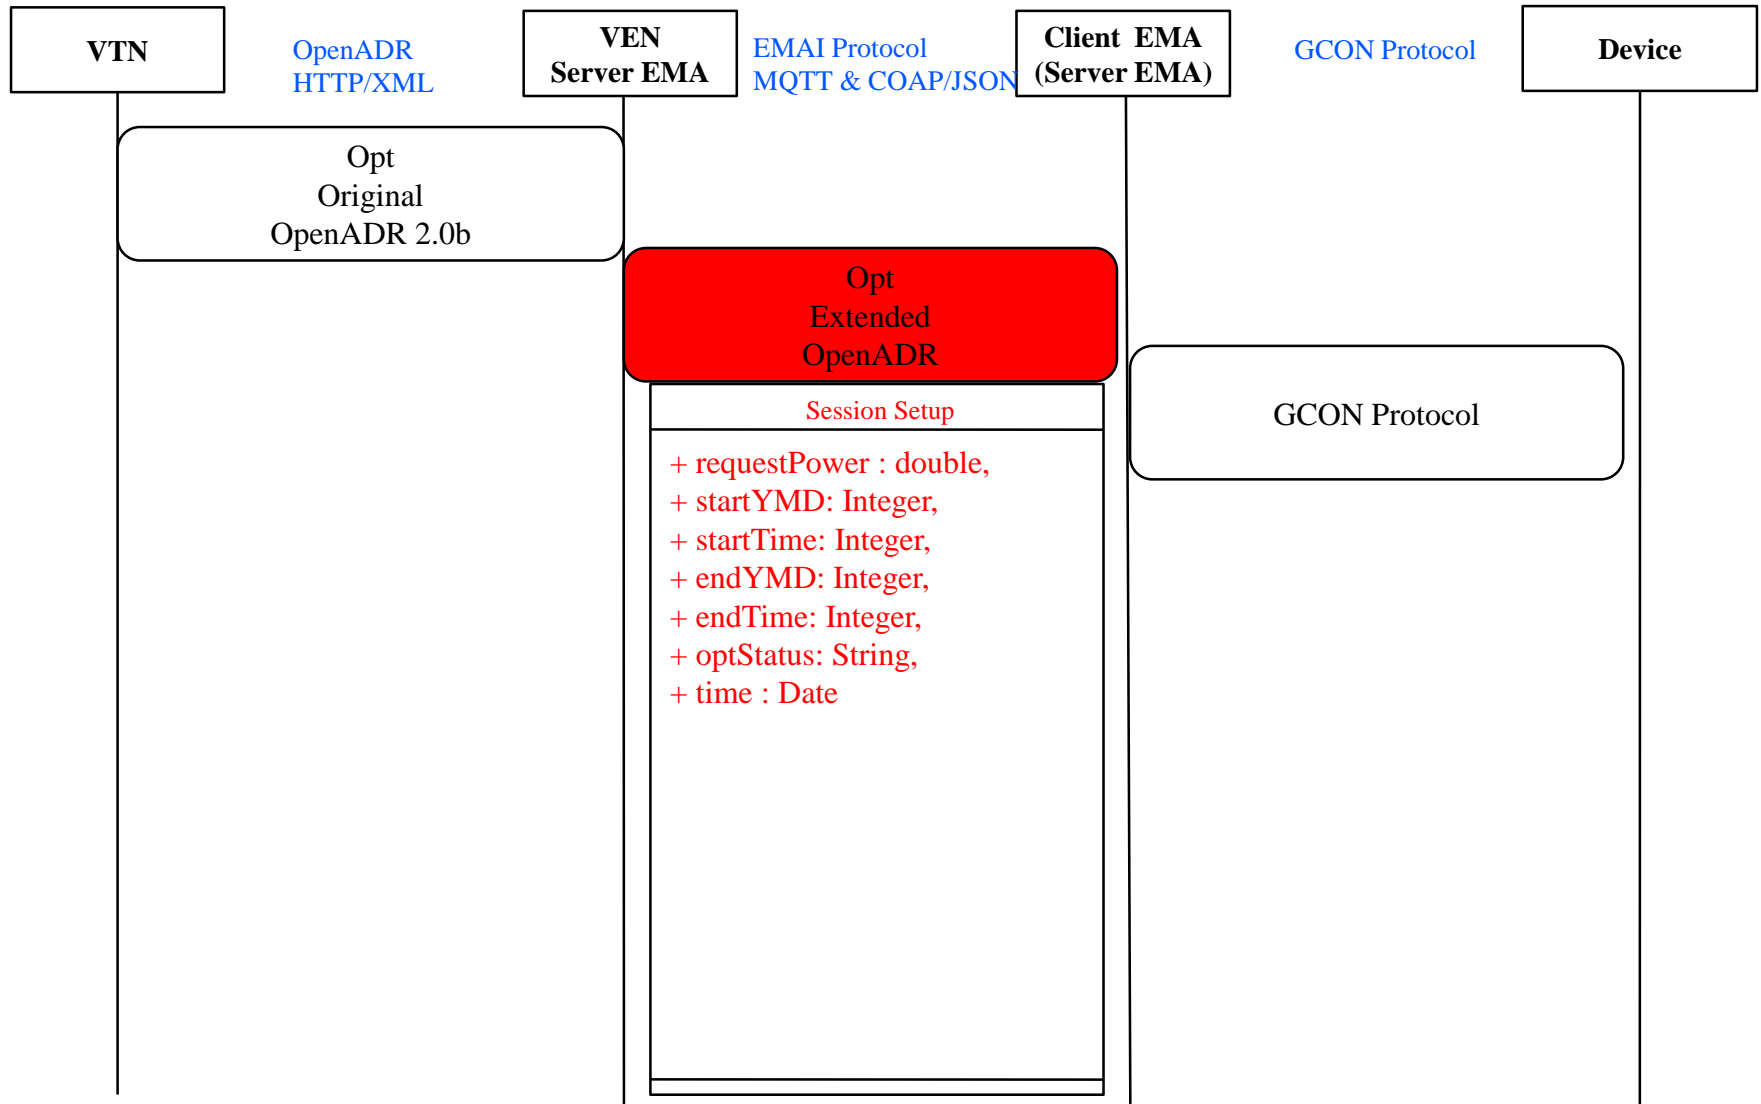 VTN
OpenADR
HTTP/XML
VEN
Server EMA
EMAI Protocol
MQTT & COAP/JSON
Client EMA
(Server EMA)
GCON Protocol
Device
Opt
Original
OpenADR 2.0b
Opt
Extended
OpenADR
GCON Protocol
Session Setup
+ requestPower : double,
+ startYMD: Integer,
+ startTime: Integer,
+ endYMD: Integer,
+ endTime: Integer,
+ optStatus: String,
+ time : Date